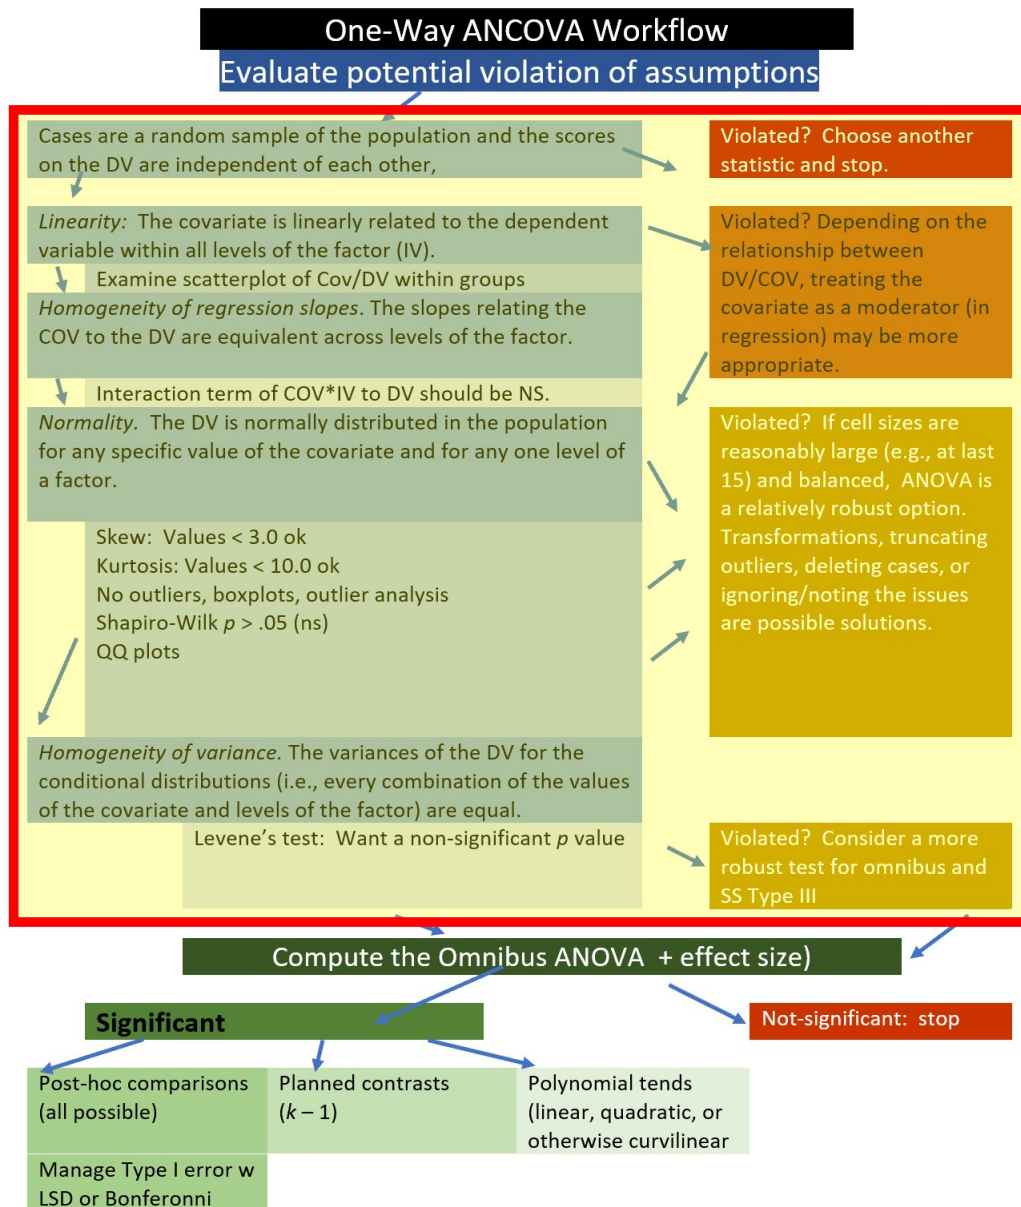 One-Way ANCOVA Workflow
Evaluate potential violation of assumptions
Cases are a random sample of the population and the scores
on the DV are independent of each other,
Violated?  Choose another
statistic and stop.
Linearity:  The covariate is linearly related to the dependent
variable within all levels of the factor (IV).
Examine scatterplot of Cov/DV within groups
Violated? Depending on the
relationship between
DV/COV, treating the
covariate as a moderator (in
regression) may be more
appropriate.
Homogeneity of regression slopes. The slopes relating the
COV to the DV are equivalent across levels of the factor.
Interaction term of COV*IV to DV should be NS.
Normality.  The DV is normally distributed in the population
for any specific value of the covariate and for any one level of
a factor.
Violated?  If cell sizes are
reasonably large (e.g., at last
15) and balanced,  ANOVA is
a relatively robust option.
Transformations, truncating
outliers, deleting cases, or
ignoring/noting the issues
are possible solutions.
Skew:  Values < 3.0 ok
Kurtosis: Values < 10.0 ok
No outliers, boxplots, outlier analysis
Shapiro-Wilk p > .05 (ns)
QQ plots
Homogeneity of variance. The variances of the DV for the
conditional distributions (i.e., every combination of the values
of the covariate and levels of the factor) are equal.
Levene's test:  Want a non-significant p value
Violated?  Consider a more
robust test for omnibus and
SS Type III
Compute the Omnibus ANOVA  + effect size)
Significant
Not-significant:  stop
Post-hoc comparisons
(all possible)
Planned contrasts
(k – 1)
Polynomial tends
(linear, quadratic, or
otherwise curvilinear
Manage Type I error w
LSD or Bonferonni